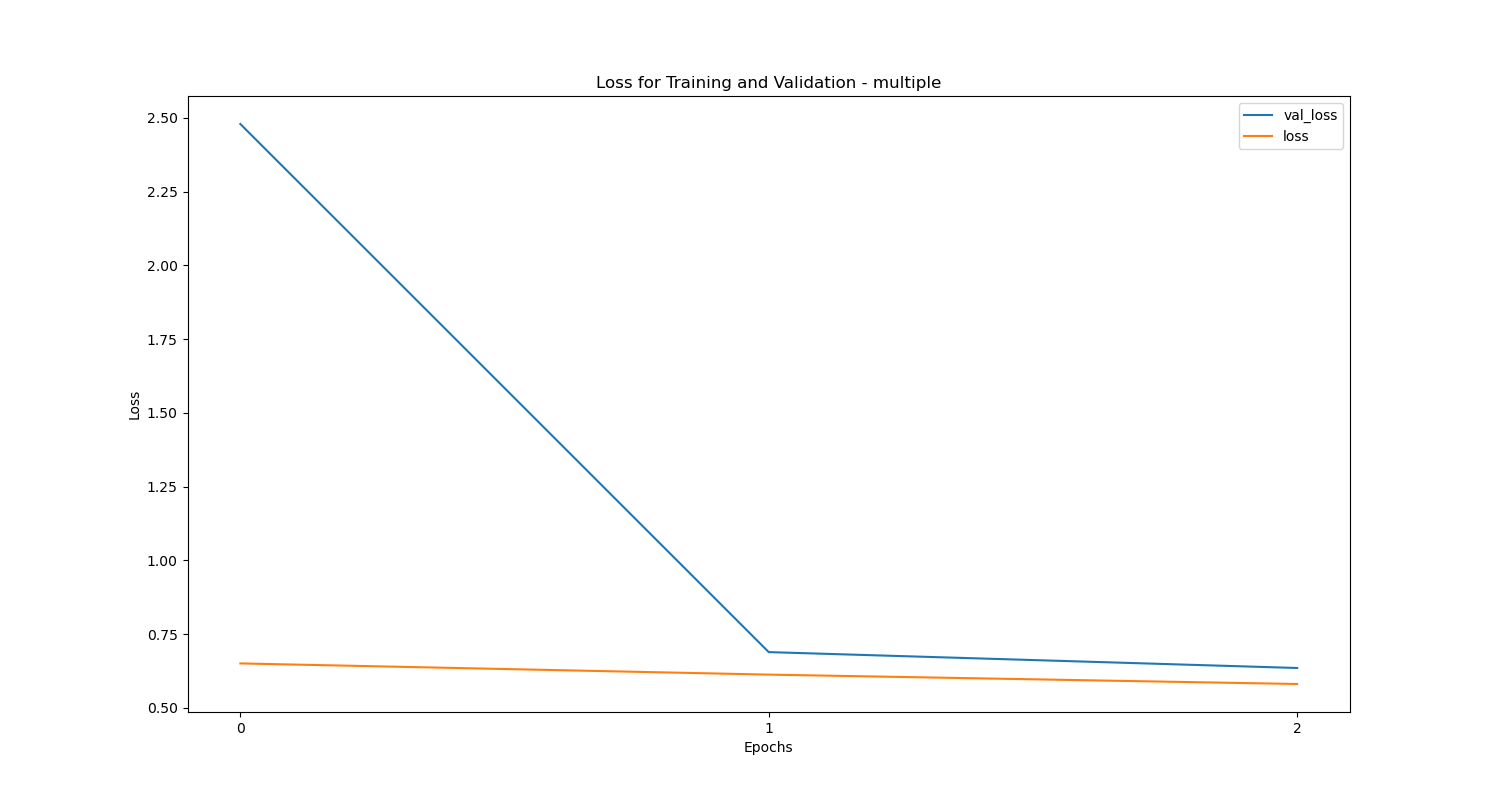 Loss for Training and Validation - multiple
val_loss
loss
2.50
2.25
2.00
1.75
1.50
1.25
1.00
0.75
0.50
Loss
0 1 2
Epochs